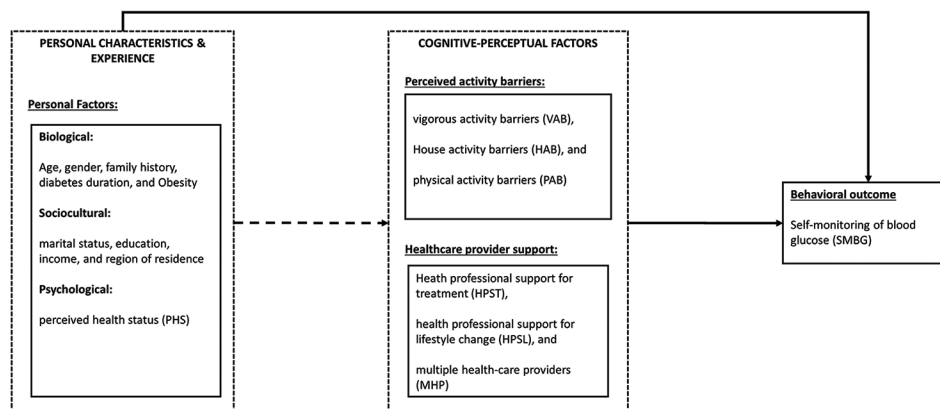 PERSONAL CHARACTERISTICS &
EXPERIENCE
Personal Factors:
Biological:
Age, gender, family history,
diabetes duration, and Obesity
Sociocultural:
marital status, education,
income, and region of residence
Psychological:
perceived health status (PHS)
COGNITIVE-PERCEPTUAL FACTORS
Perceived activity barriers:
vigorous activity barriers (VAB),
House activity barriers (HAB), and
physical activity barriers (PAB)
Healthcare provider support:
Heath professional support for
treatment (HPST),
health professional support for
lifestyle change (HPSL), and
multiple health-care providers
(MHP)
Behavioral outcome
Self-monitoring of blood
glucose (SMBG)